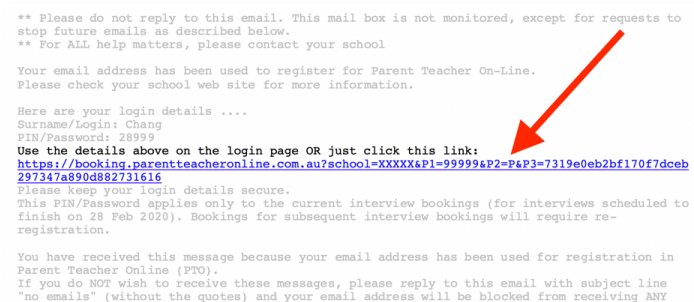 ** Please do not reply to this email. This mail box is not monitored, except for requests to
stop future emails as described below.
** For ALL help matters, please contact your school
Your email address has been used to register for Parent Teacher On-Line.
Please check your school web site for more information.
Here are your login details ....
Surname/Login: Chang
PIN/Password: 28999
Use the details above on the login page OR just click this link:
https://booking.parentteacheronline.com.au?school=XXXXX&P1=99999&P2=P&P3=7319e0eb2bf170f7dceb
297347a890d882731616
Please keep your login details secure.
This PIN/Password applies only to the current interview bookings (for interviews scheduled to
finish on 28 Feb 2020). Bookings for subsequent interview bookings will require re-
registration.
You have received this message because your email address has been used for registration in
Parent Teacher Online (PTO).
If you do NOT wish to receive these messages, please reply to this email with subject line
"no emails" (without the quotes) and your email address will be blocked from receiving ANY